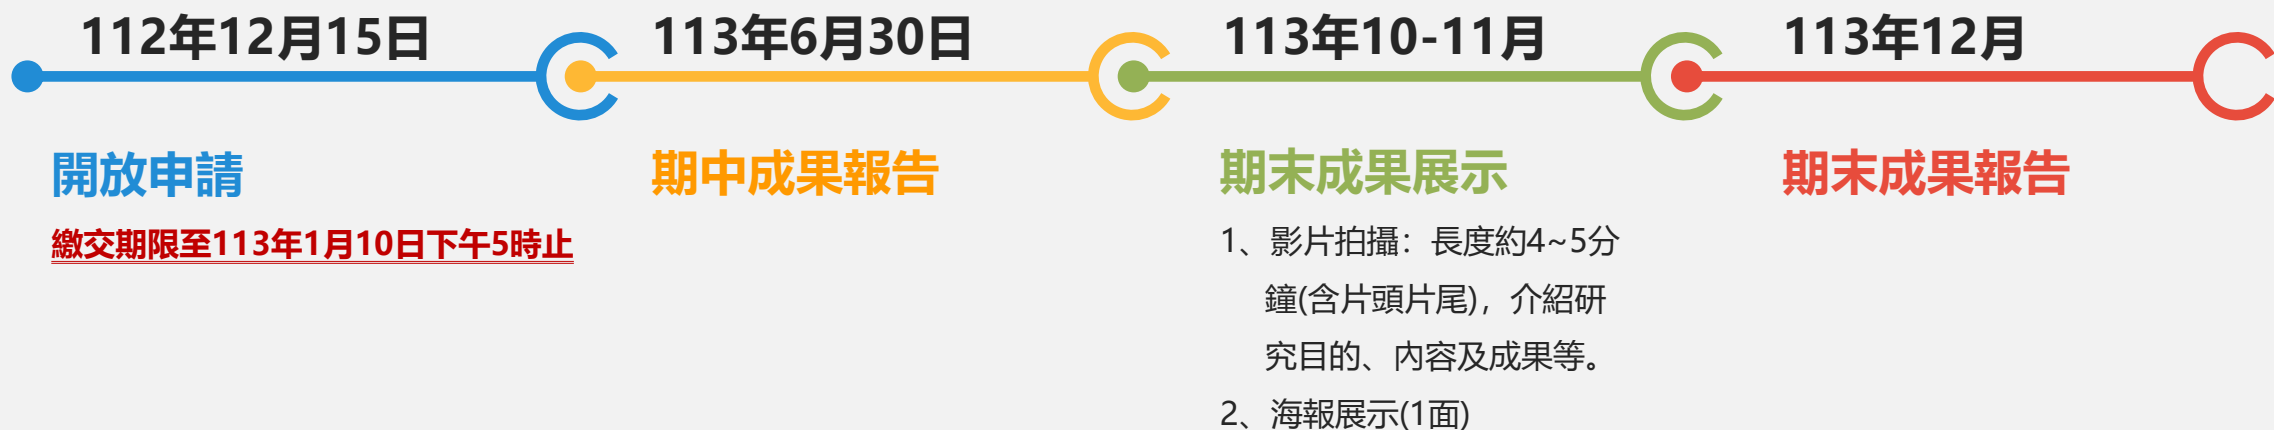 112年12月15日
113年6月30日
113年10-11月
113年12月
開放申請
期中成果報告
期末成果展示
期末成果報告
繳交期限至113年1月10日下午5時止
1、影片拍攝：長度約4~5分
鐘(含片頭片尾)，介紹研
究目的、內容及成果等。
2、海報展示(1面)